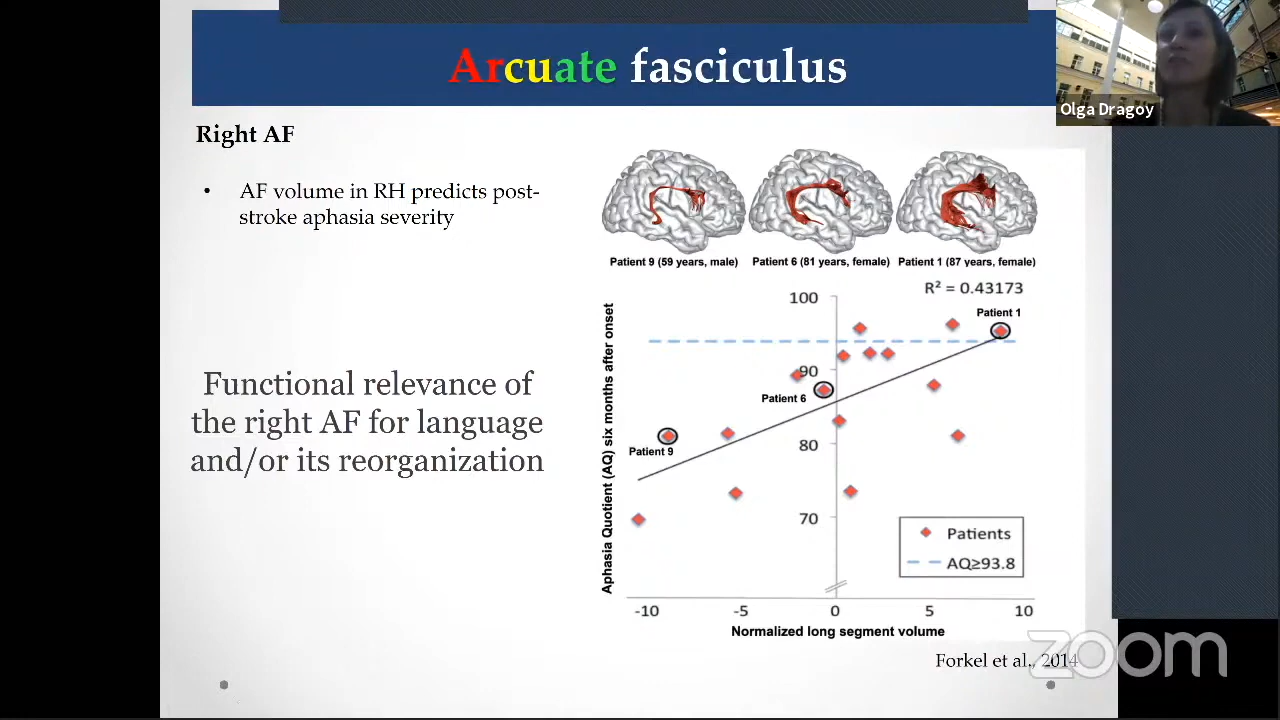 Arcuate fasciculus
Olga Dragoy
Right AF
• AF volume in RH predicts post-
stroke aphasia severity
Functional relevance of
the right AF for language
and/or its reorganization
Patient 9 (59 years, male)
Patient 6 (81 years, female)
Patient 1 (87 years, female)
R² = 0.43173
Patient 1
Patient 6
Patient 9
Aphasia Quotient (AQ) six months after onset
100
90
80
70
Patients
AQ≥93.8
-10
-5
0
5
10
Normalized long segment volume
Forkel et al., 2014
zoom